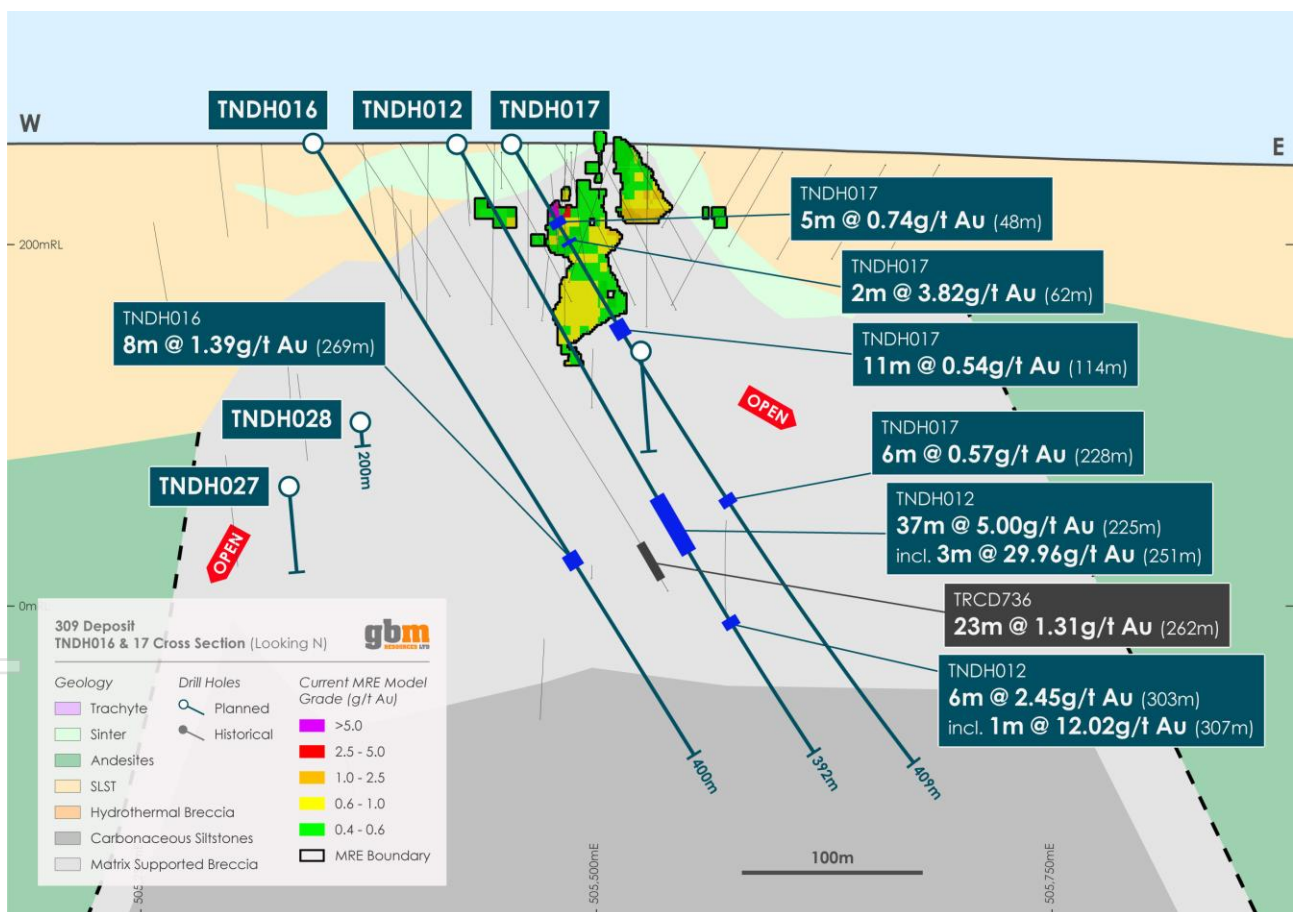 TNDH016
TNDH012
TNDH017
W
E
TNDH017
5m @ 0.74g/t Au (48m)
200mRL
TNDH017
2m @ 3.82g/t Au (62m)
TNDH016
8m @ 1.39g/t Au (269m)
TNDH017
11m @ 0.54g/t Au (114m)
OPEN
TNDH028
200m
TNDH017
6m @ 0.57g/t Au (228m)
TNDH027
OPEN
TNDH012
37m @ 5.00g/t Au (225m)
incl. 3m @ 29.96g/t Au (251m)
TRCD736
23m @ 1.31g/t Au (262m)
TNDH012
6m @ 2.45g/t Au (303m)
incl. 1m @ 12.02g/t Au (307m)
309 Deposit
TNDH016 & 17 Cross Section (Looking N)
gbm
RESOURCES LTD
Geology
Trachyte
Sinter
Andesites
SLST
Hydrothermal Breccia
Carbonaceous Siltstones
Matrix Supported Breccia
Drill Holes
Planned
Historical
Current MRE Model
Grade (g/t Au)
>5.0
2.5 - 5.0
1.0 - 2.5
0.6 - 1.0
0.4 - 0.6
MRE Boundary
400m
392m
409m
100m
505.500mE
505.750mE